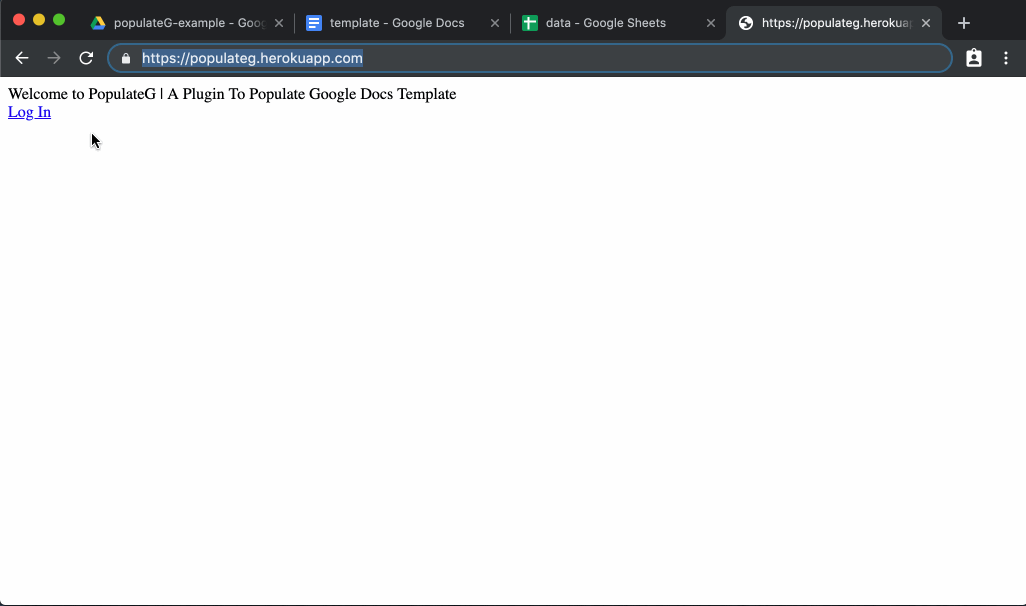 populateG-example - Goog
template - Google Docs
data - Google Sheets
https://populateg.herokuap
https://populateg.herokuapp.com
Welcome to PopulateG | A Plugin To Populate Google Docs Template
Log In